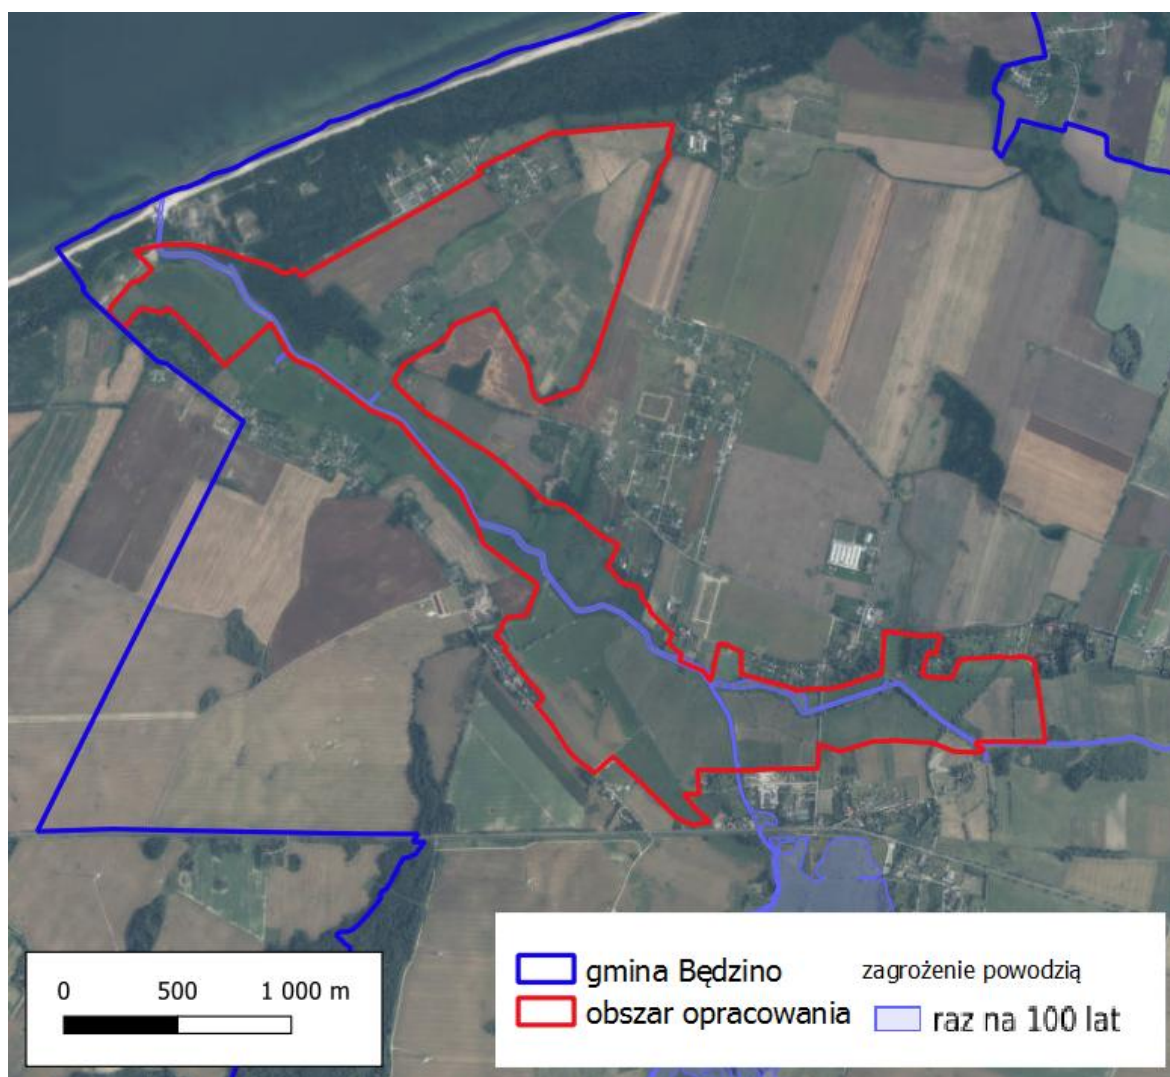 0 500 1 000 m
gmina Będzino
obszar opracowania
zagrożenie powodzią
raz na 100 lat